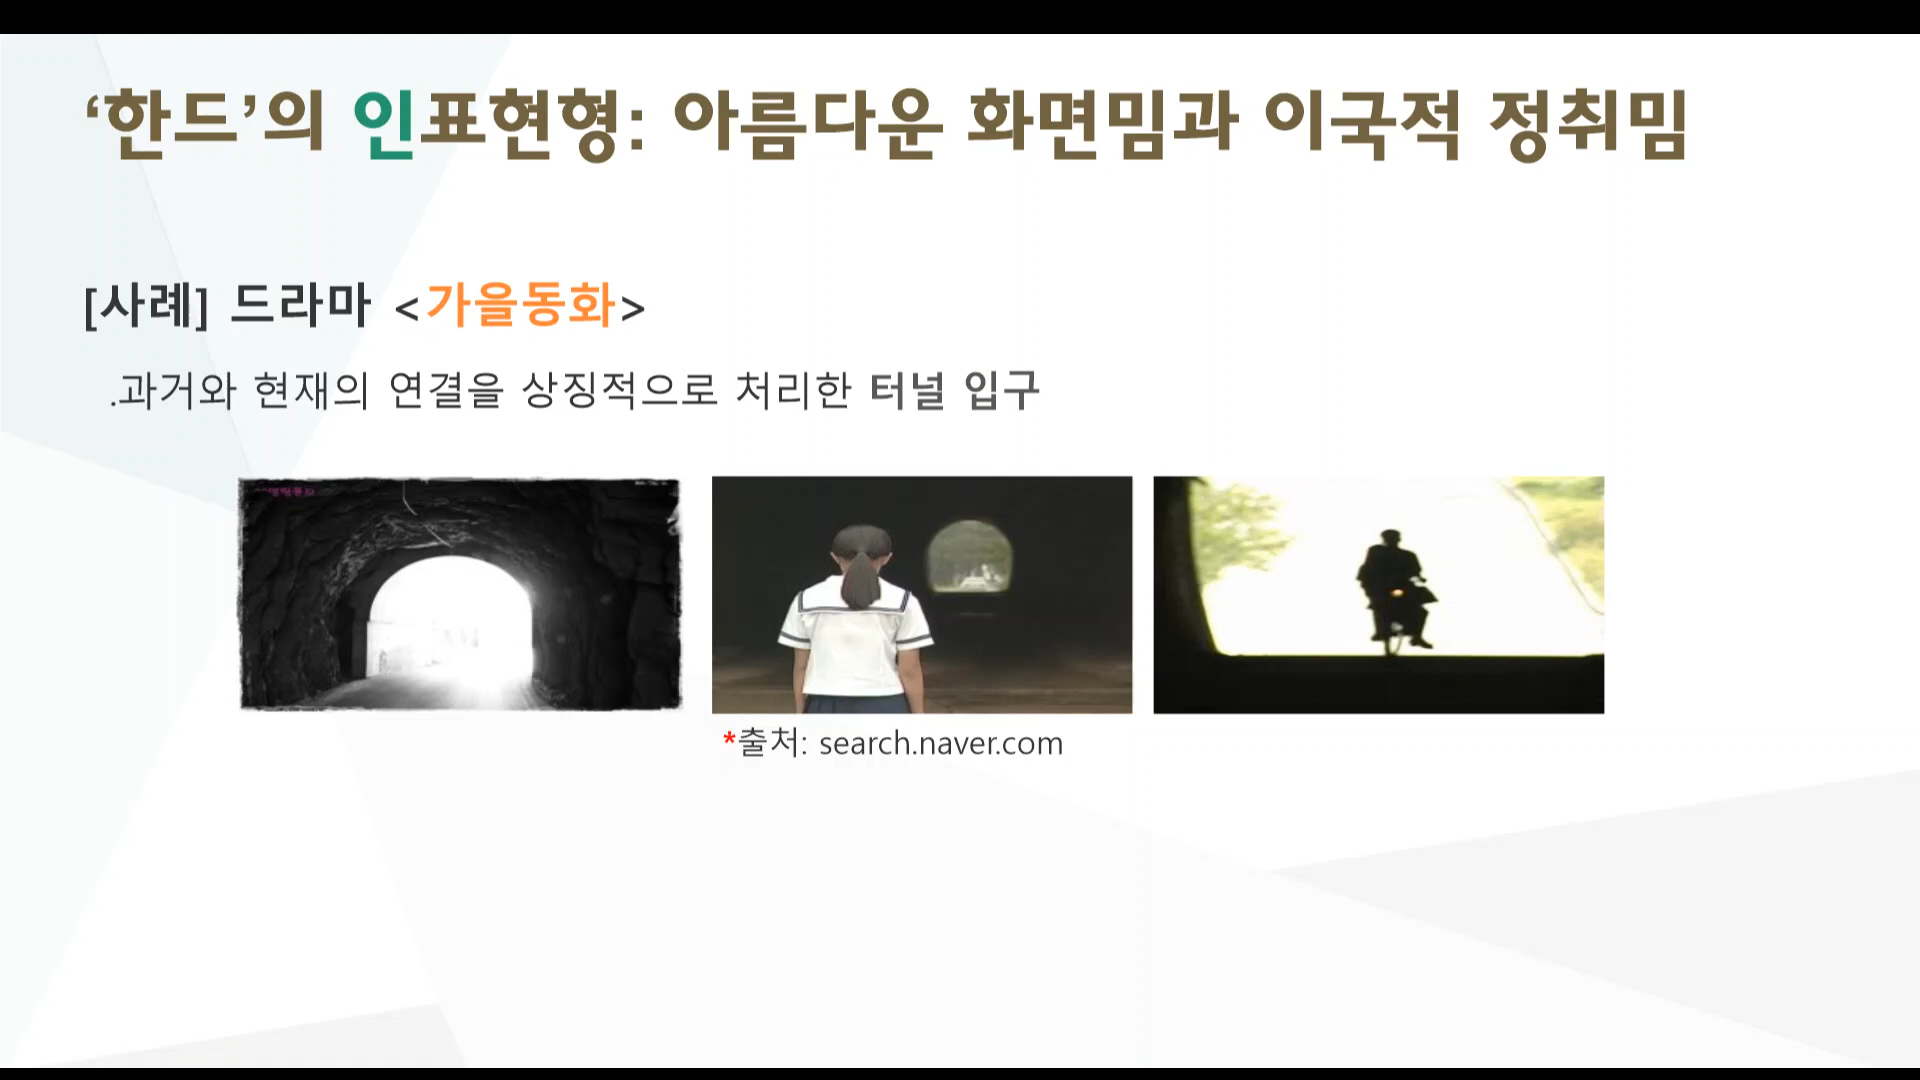 ‘한드’의 인표현형: 아름다운 화면밈과 이국적 정취밈
[사례] 드라마 <가을동화>
.과거와 현재의 연결을 상징적으로 처리한 터널 입구
*출처: search.naver.com